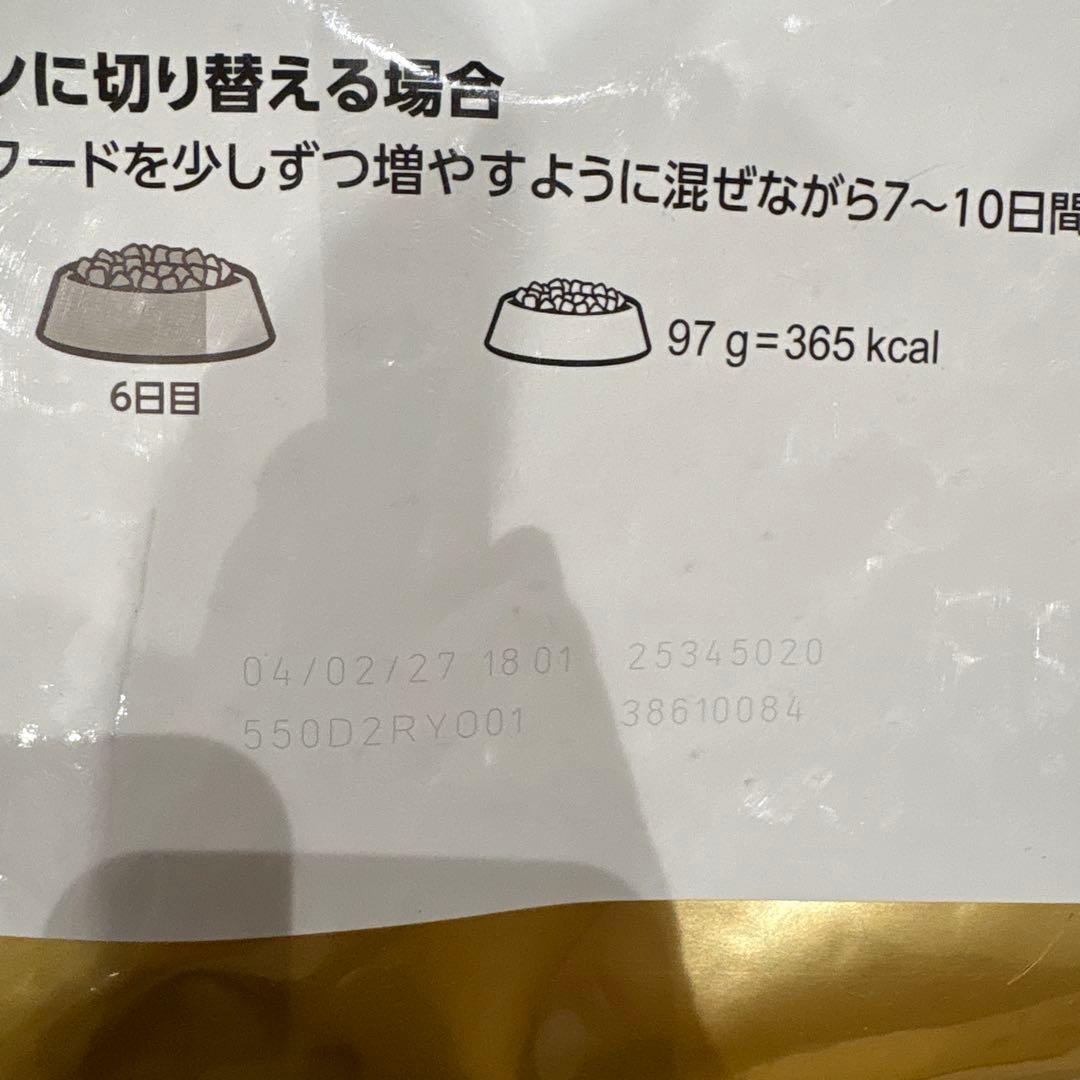 ンに切り替える場合
フードを少しずつ増やすように混ぜながら7〜10日間
6日目
97 g=365 kcal
04/02/27 18 01 25345020
550D2RY001 38610084